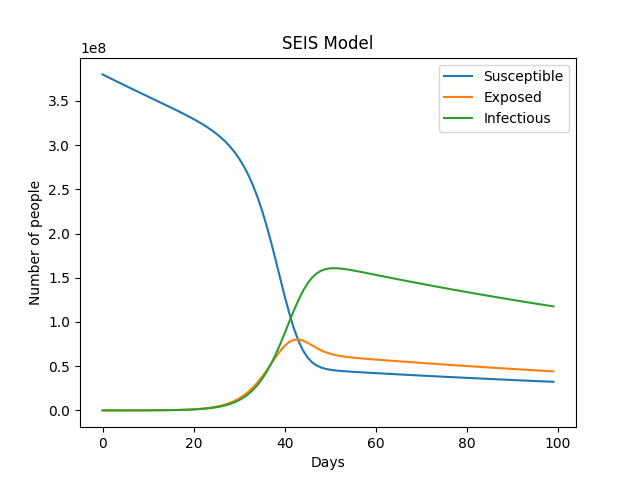 SEIS Model
1e8
Susceptible
Exposed
Infectious
3.5
3.0
2.5
2.0
1.5
1.0
0.5
0.0
Number of people
0 20 40 60 80 100
Days